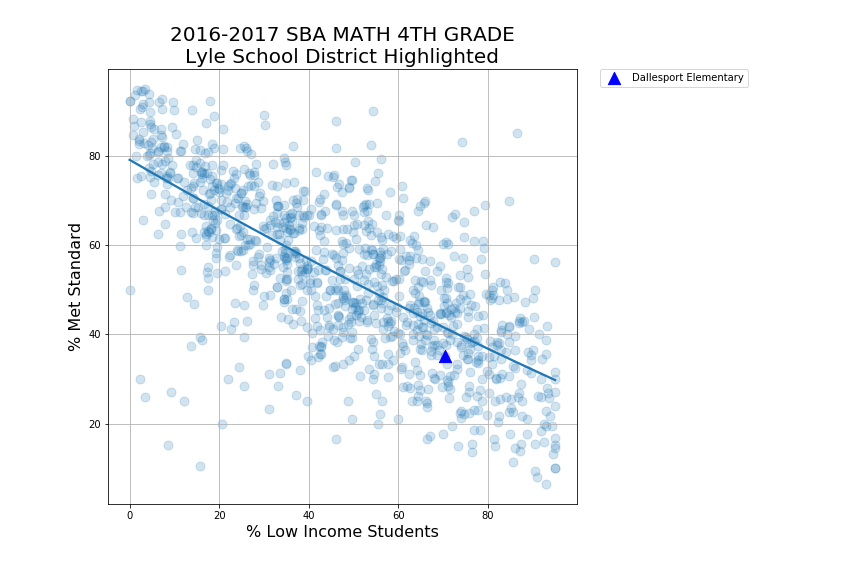 2016-2017 SBA MATH 4TH GRADE
Lyle School District Highlighted
Dallesport Elementary
% Met Standard
80
60
40
20
0 20 40 60 80
% Low Income Students